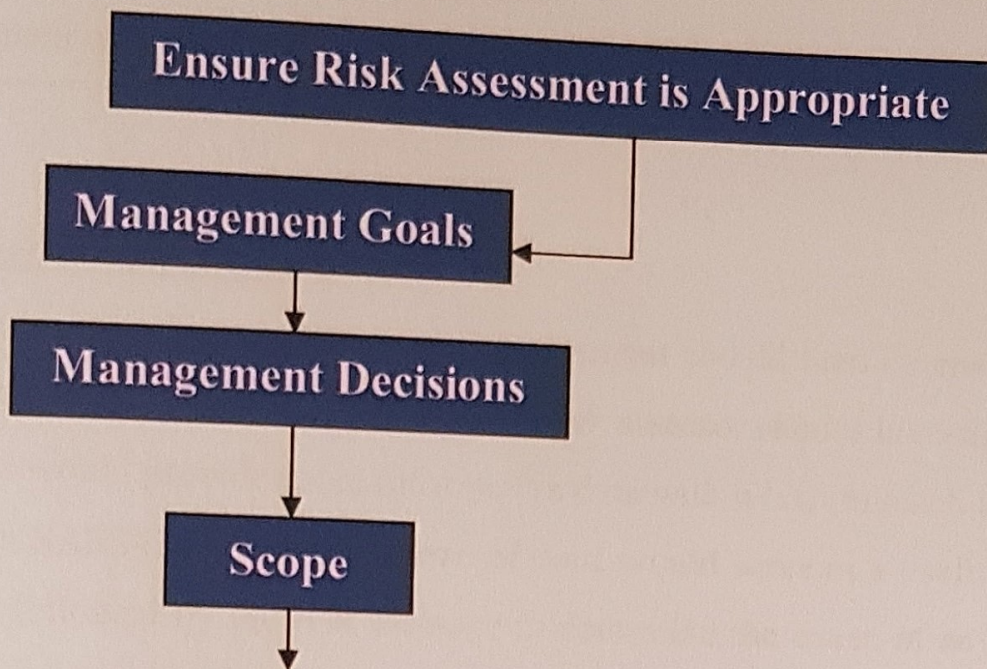 Ensure Risk Assessment is Appropriate
Management Goals
Management Decisions
Scope